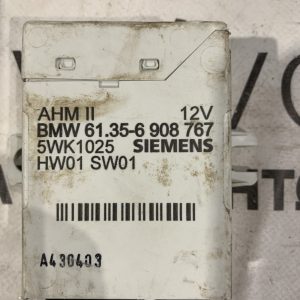 AHM II 12V
BMW 61.35-6 908 767
5WK1025 SIEMENS
HW01 SW01
A430403